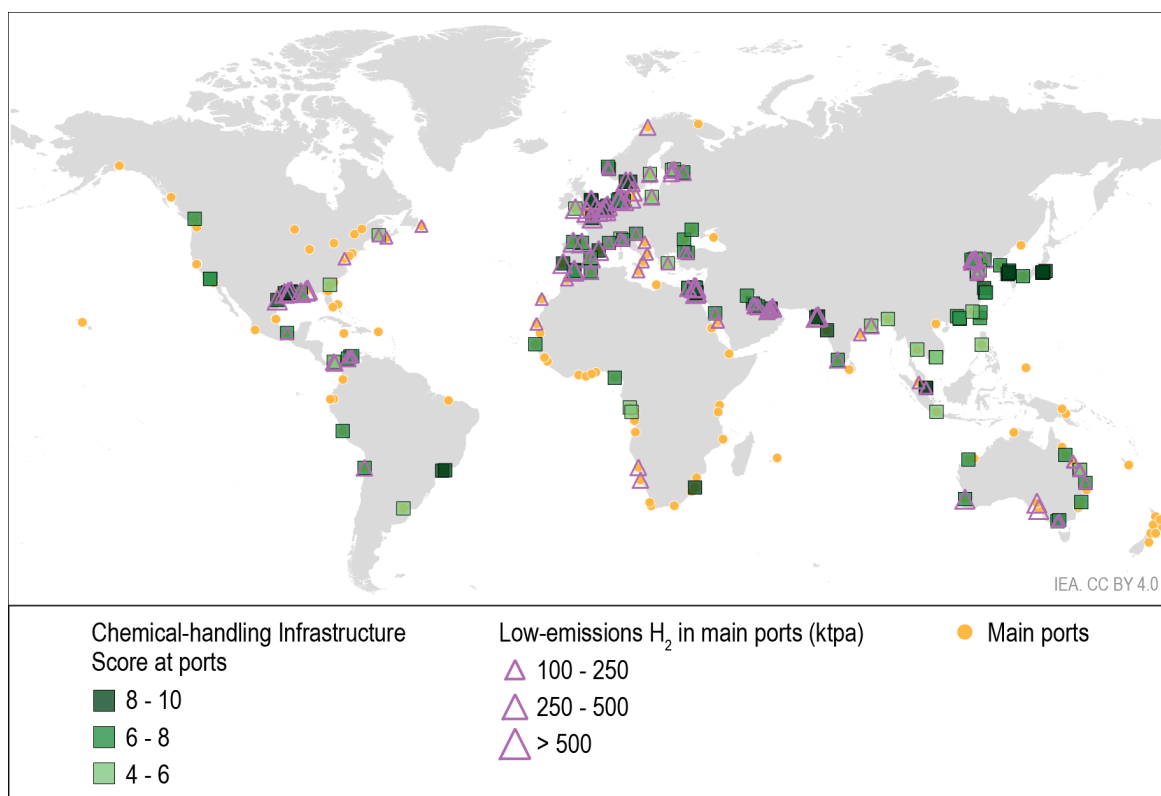 IEA. CC BY 4.0
Chemical-handling Infrastructure
Score at ports
8 - 10
6 - 8
4 - 6
Low-emissions H₂ in main ports (ktpa)
100 - 250
250 - 500
> 500
Main ports